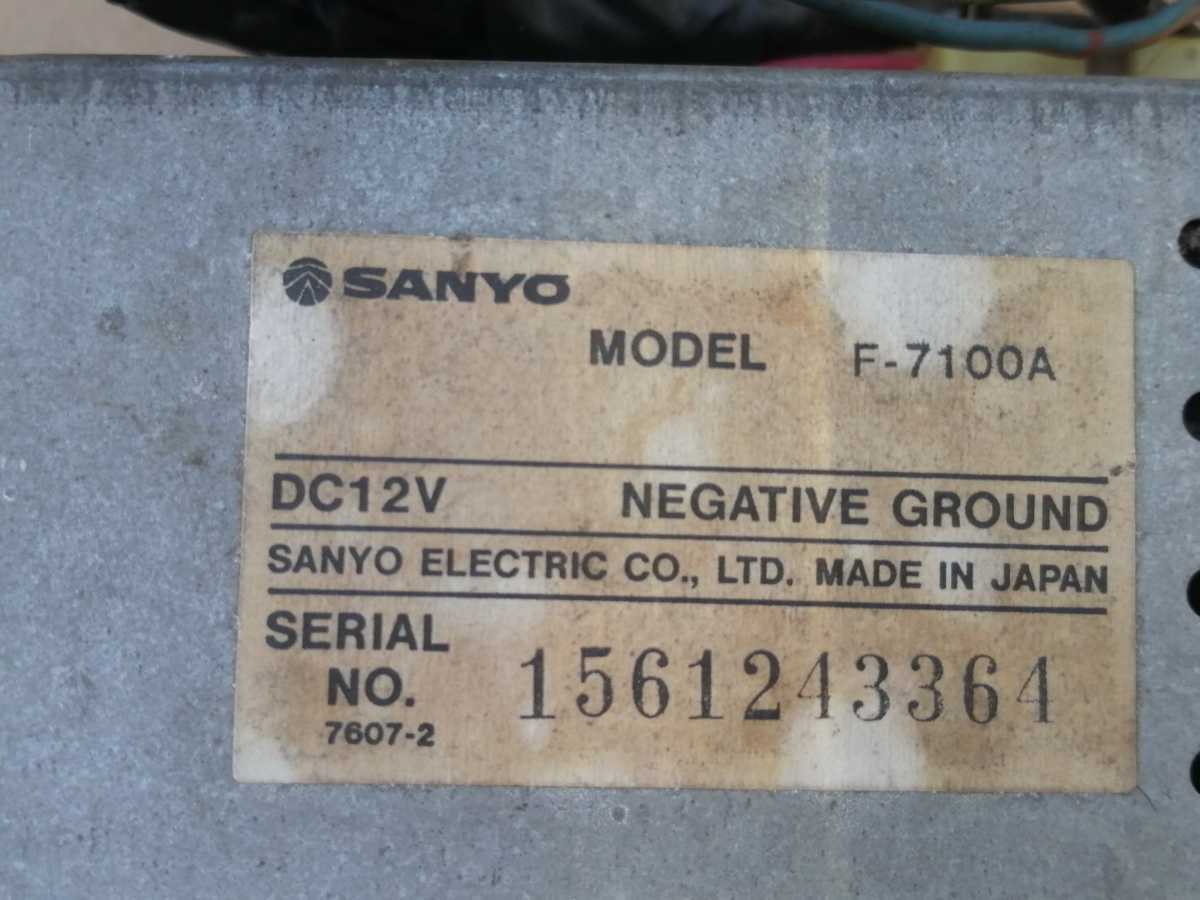 SANYO
MODEL F-7100A
DC12V NEGATIVE GROUND
SANYO ELECTRIC CO., LTD. MADE IN JAPAN
SERIAL
NO. 1561243364
7607-2